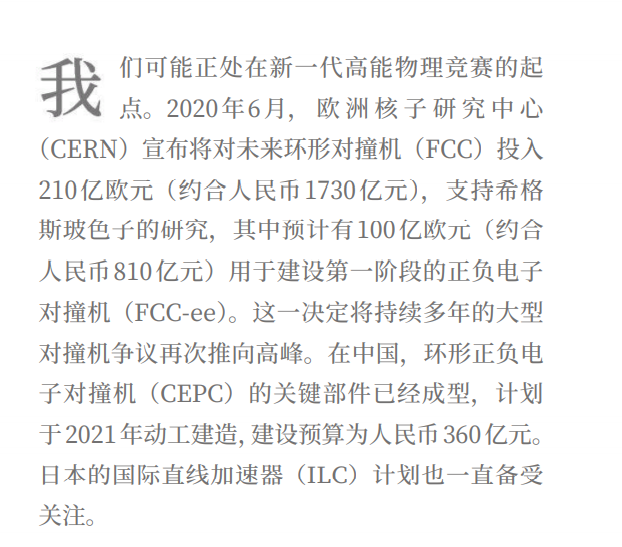 我们可能正处在新一代高能物理竞赛的起
点。2020年6月，欧洲核子研究中心
（CERN）宣布将对未来环形对撞机（FCC）投入
210亿欧元（约合人民币1730亿元），支持希格
斯玻色子的研究，其中预计有100亿欧元（约合
人民币810亿元）用于建设第一阶段的正负电子
对撞机（FCC-ee）。这一决定将持续多年的大型
对撞机争议再次推向高峰。在中国，环形正负电
子对撞机（CEPC）的关键部件已经成型，计划
于2021年动工建造，建设预算为人民币360亿元。
日本的国际直线加速器（ILC）计划也一直备受
关注。